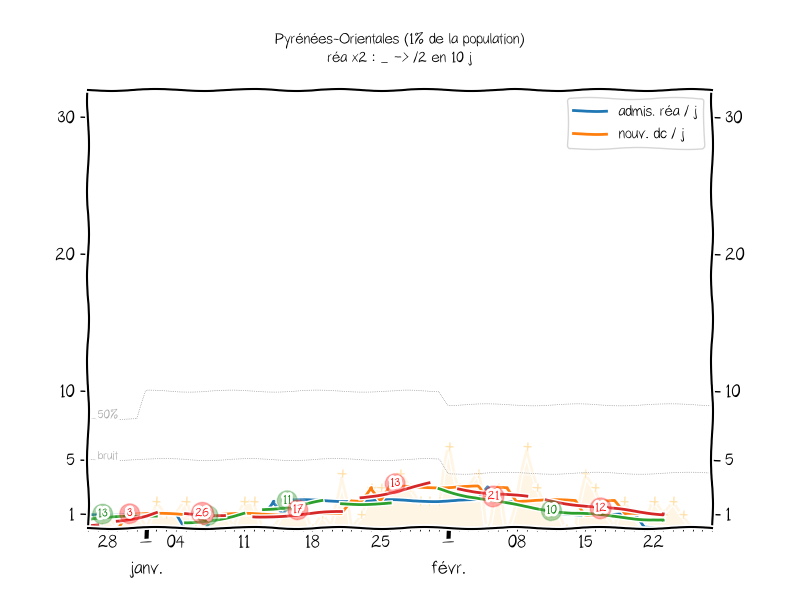 Pyrénées-Orientales (1% de la population)
réa x2 : _ -> /2 en 10 j
admis. réa / j
nouv. dc / j
30 30
20 20
10 10
50%
bruit
5 5
13 3 26 11 17 13 21 10 12
1 1
28 04 11 18 25 08 15 22
janv. févr.